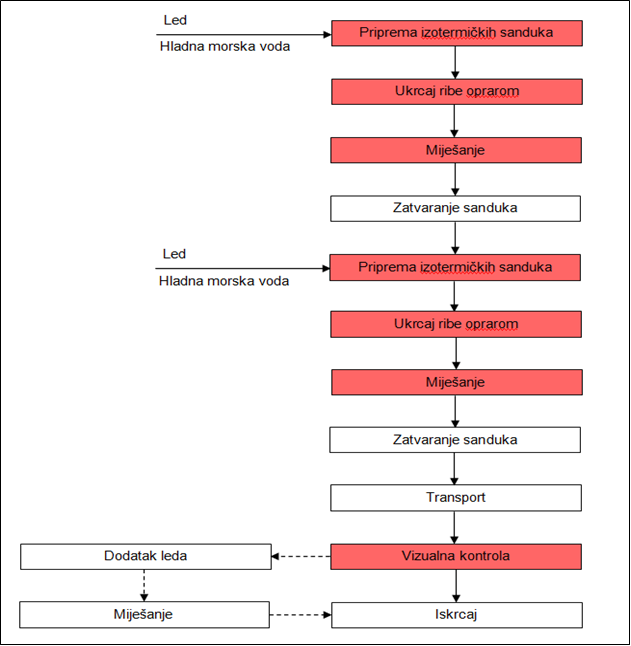 Led
Hladna morska voda
Priprema izotermičkih sanduka
Ukrcaj ribe oprarom
Miješanje
Zatvaranje sanduka
Led
Hladna morska voda
Priprema izotermičkih sanduka
Ukrcaj ribe oprarom
Miješanje
Zatvaranje sanduka
Transport
Vizualna kontrola
Dodatak leda
Miješanje
Iskrcaj